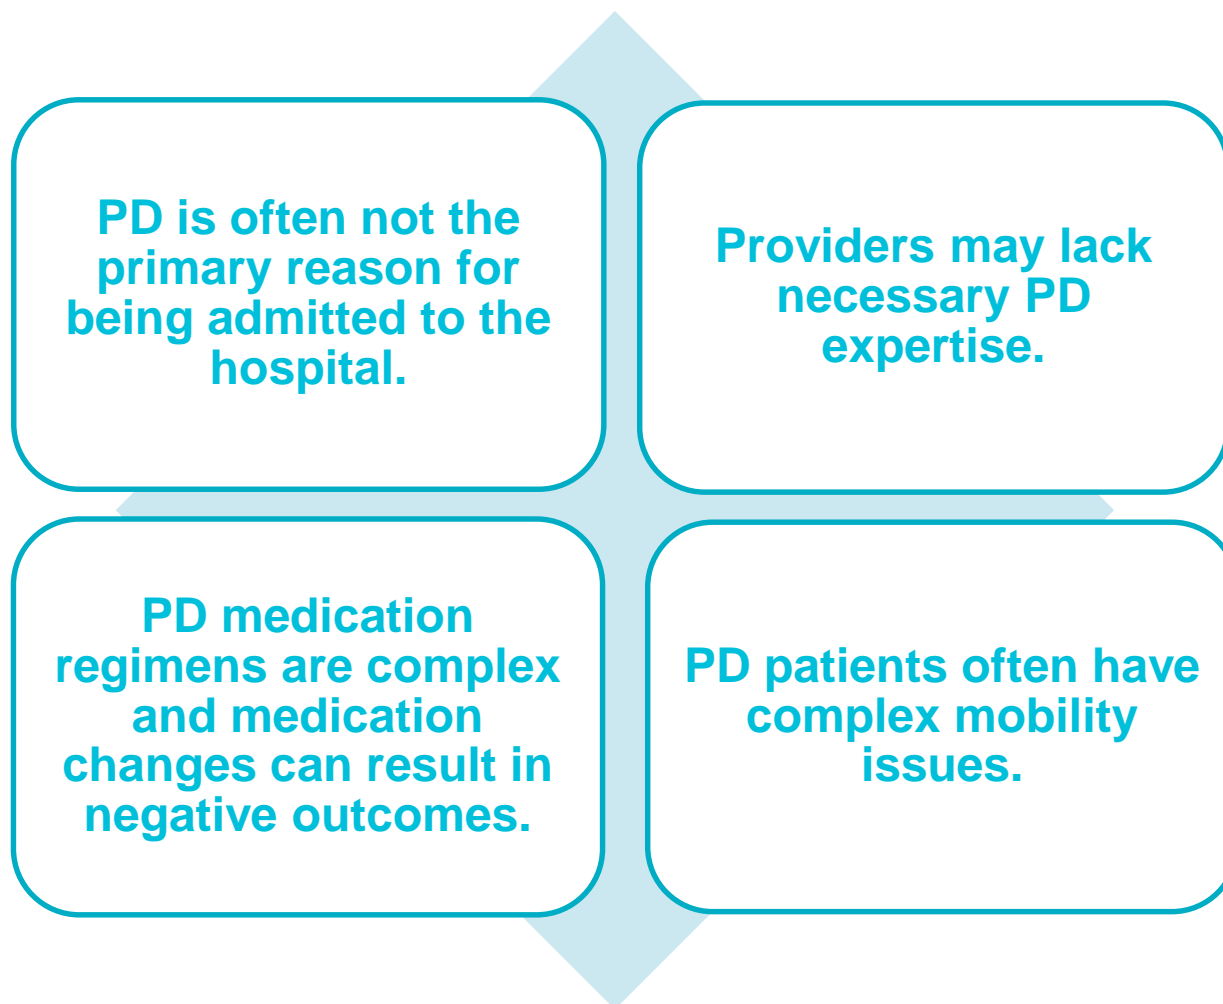 PD is often not the
primary reason for
being admitted to the
hospital.
Providers may lack
necessary PD
expertise.
PD medication
regimens are complex
and medication
changes can result in
negative outcomes.
PD patients often have
complex mobility
issues.